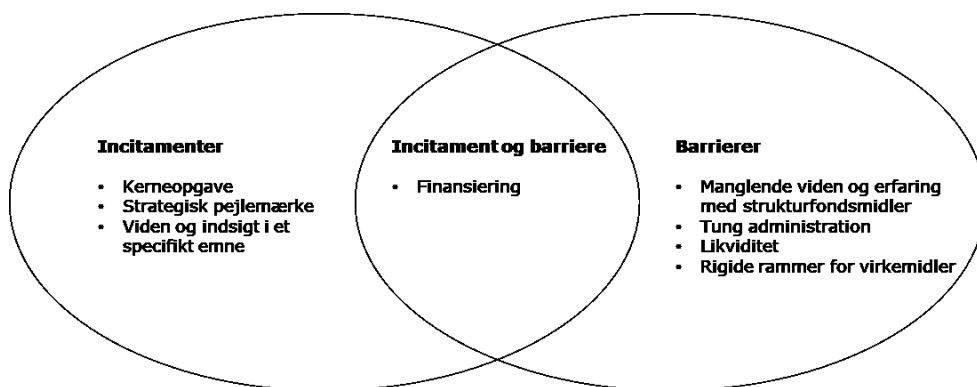 Incitamenter
• Kerneopgave
• Strategisk pejlemærke
• Viden og indsigt i et
specifikt emne
Incitament og barriere
• Finansiering
Barrierer
• Manglende viden og erfaring
med strukturfondsmidler
• Tung administration
• Likviditet
• Rigide rammer for virkemidler